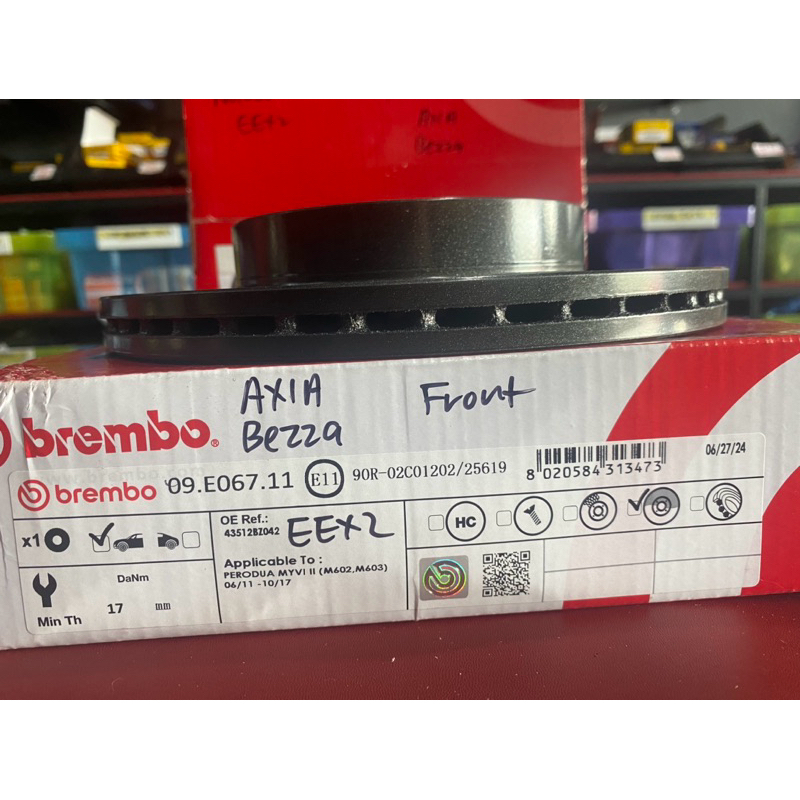 EEX2
AXIA
Bezza
AXIA
Bezza
Front
brembo®
brembo
09.E067.11
E11
90R-02C01202/25619
8 020584 313473
06/27/24
x1
OE Ref.:
43512BZ042
EEX2
HC
Applicable To :
PERODUA MYVI II (M602,M603)
06/11 -10/17
DaNm
Min Th
17
mm